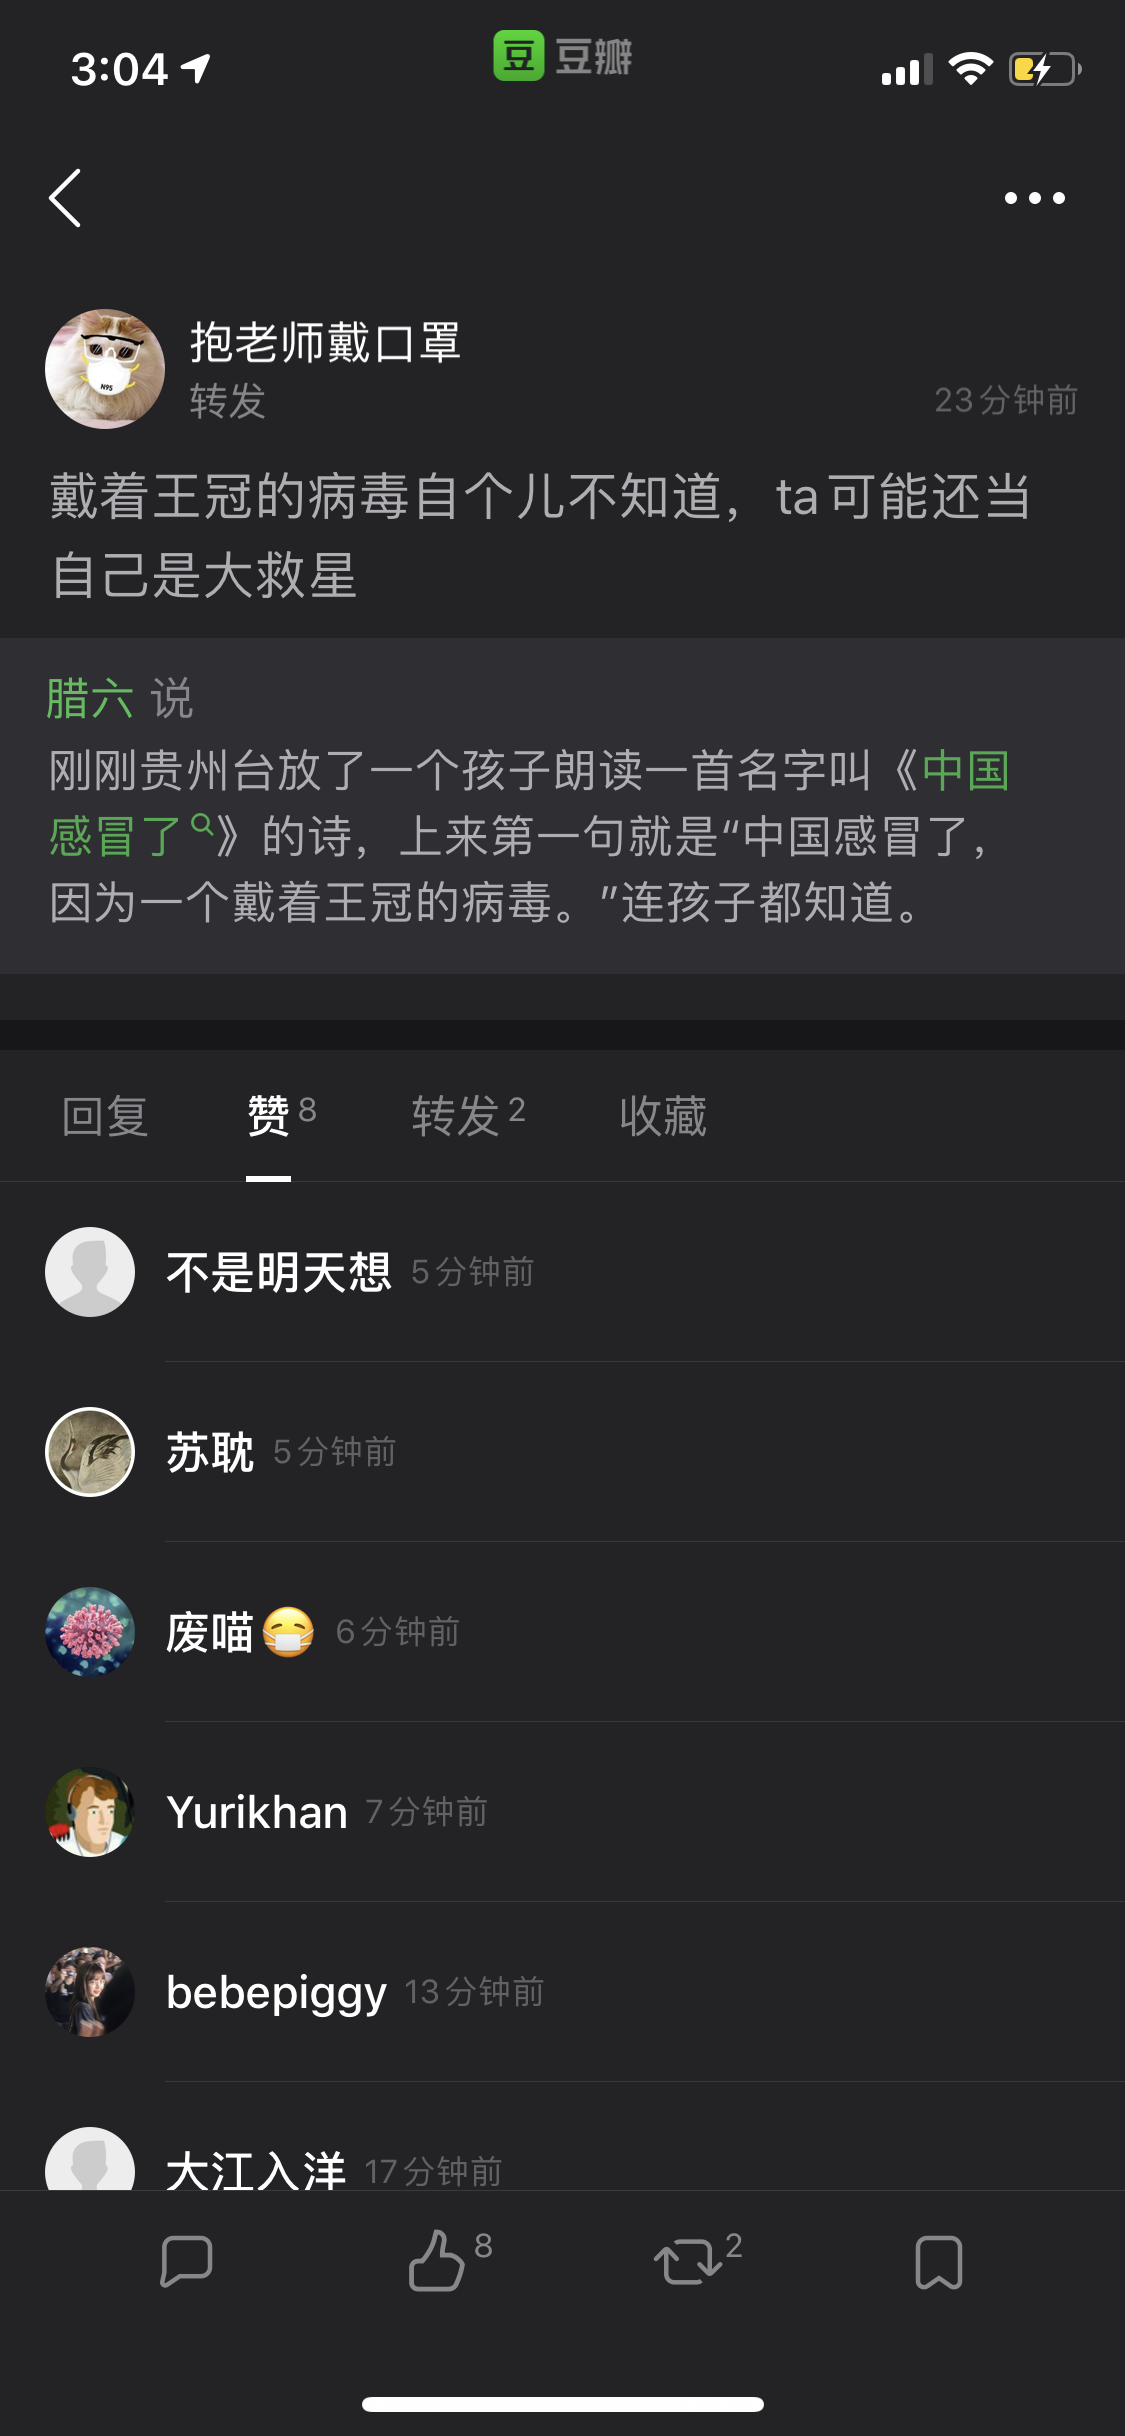 3:04
豆 豆瓣
抱老师戴口罩
转发
23分钟前
戴着王冠的病毒自个儿不知道，ta可能还当
自己是大救星
腊六 说
刚刚贵州台放了一个孩子朗读一首名字叫《中国
感冒了》的诗，上来第一句就是“中国感冒了，
因为一个戴着王冠的病毒。”连孩子都知道。
回复 赞 8 转发 2 收藏
N95
不是明天想 5分钟前
苏耽 5分钟前
废喵😷 6分钟前
Yurikhan 7分钟前
bebepiggy 13分钟前
大江入洋 17分钟前
8 2